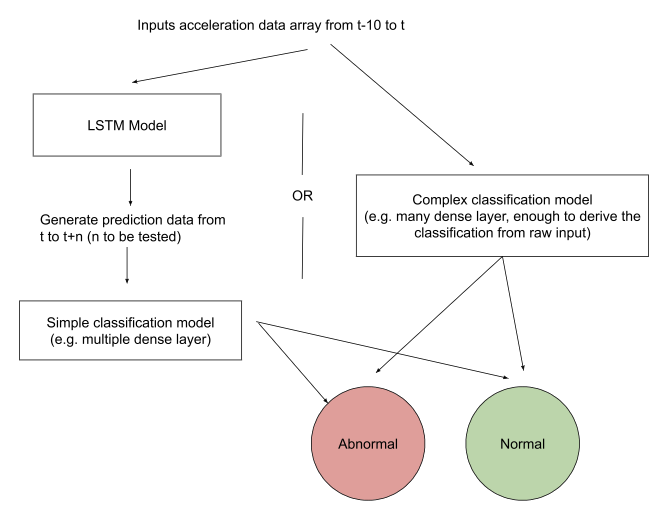 Inputs acceleration data array from t-10 to t
LSTM Model
Generate prediction data from
t to t+n (n to be tested)
Simple classification model
(e.g. multiple dense layer)
OR
Complex classification model
(e.g. many dense layer, enough to derive the
classification from raw input)
Abnormal
Normal